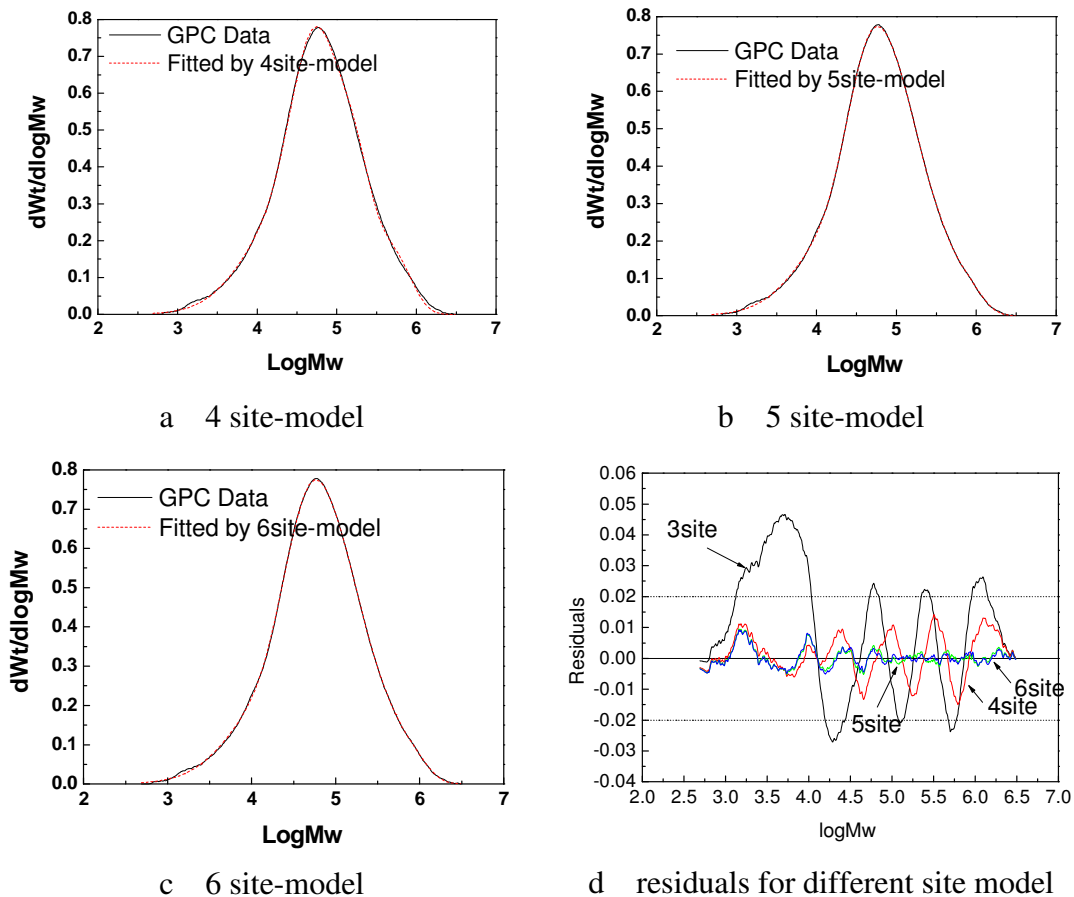 0.8
0.7
0.6
0.5
0.4
0.3
0.2
0.1
0.0
dWt/dlogMw
GPC Data
Fitted by 4site-model
2 3 4 5 6 7
LogMw
a 4 site-model
0.8
0.7
0.6
0.5
0.4
0.3
0.2
0.1
0.0
dWt/dlogMw
GPC Data
Fitted by 5site-model
2 3 4 5 6 7
LogMw
b 5 site-model
0.8
0.7
0.6
0.5
0.4
0.3
0.2
0.1
0.0
dWt/dlogMw
GPC Data
Fitted by 6site-model
2 3 4 5 6 7
LogMw
c 6 site-model
0.06
0.05
0.04
0.03
0.02
0.01
0.00
-0.01
-0.02
-0.03
-0.04
Residuals
3site
6site
4site
5site
2.0 2.5 3.0 3.5 4.0 4.5 5.0 5.5 6.0 6.5 7.0
logMw
d residuals for different site model